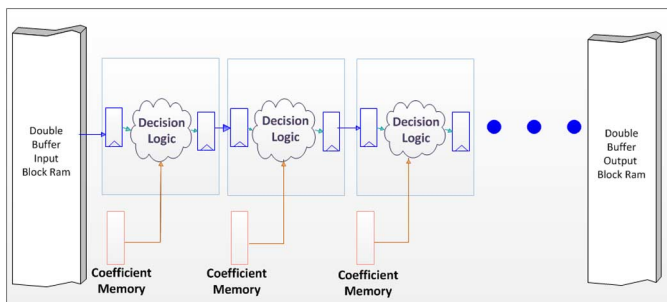 Double
Buffer
Input
Block Ram
Decision
Logic
Decision
Logic
Decision
Logic
Double
Buffer
Output
Block Ram
Coefficient
Memory
Coefficient
Memory
Coefficient
Memory